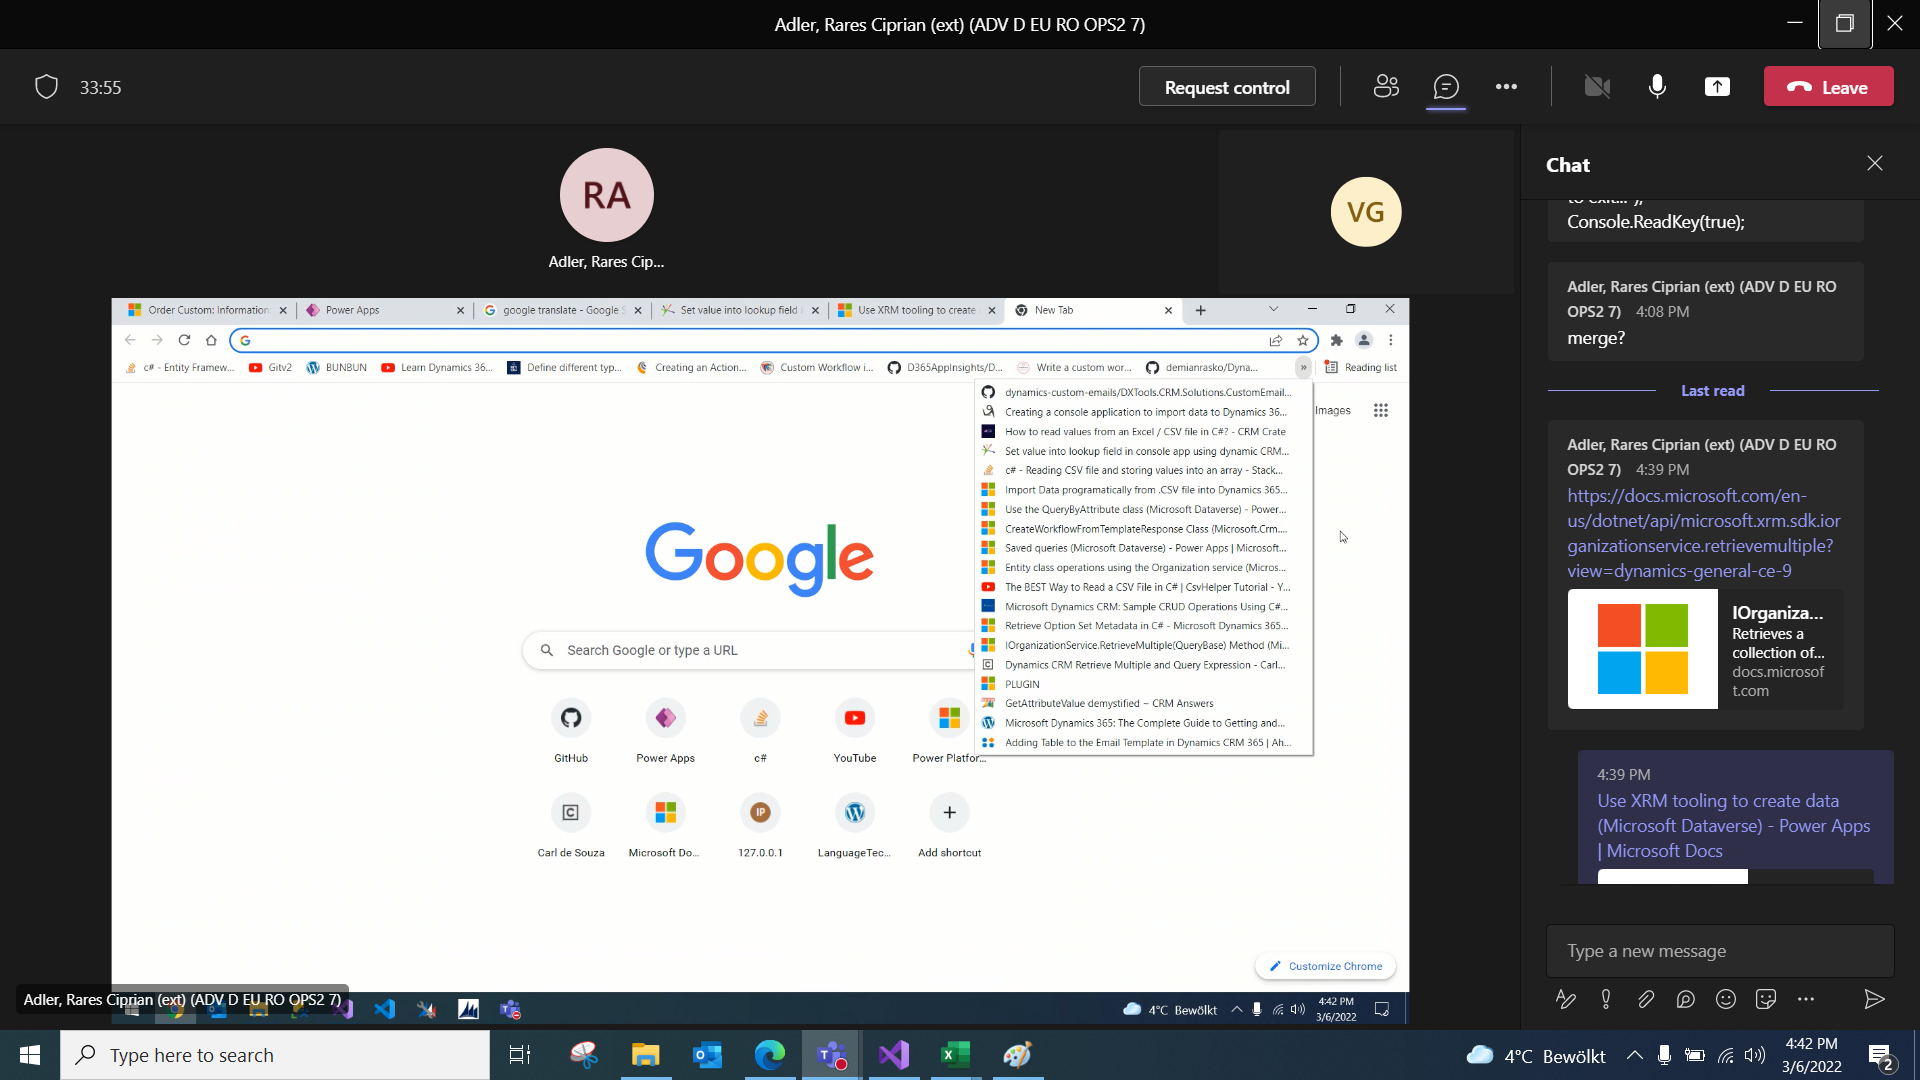 Adler, Rares Ciprian (ext) (ADV D EU RO OPS2 7)
33:55
Request control
Leave
RA
Adler, Rares Cip...
VG
Order Custom: Information
Power Apps
google translate - Google S
Set value into lookup field i
Use XRM tooling to create
New Tab
c# - Entity Framew...
Gitv2
BUNBUN
Learn Dynamics 36...
Define different typ...
Creating an Action...
Custom Workflow i...
D365AppInsights/D...
Write a custom wor...
demianrasko/Dyna...
»
Reading list
Images
dynamics-custom-emails/DXTools.CRM.Solutions.CustomEmail...
Creating a console application to import data to Dynamics 36...
How to read values from an Excel / CSV file in C#? - CRM Crate
Set value into lookup field in console app using dynamic CRM...
c# - Reading CSV file and storing values into an array - Stack...
Import Data programatically from .CSV file into Dynamics 365...
Use the QueryByAttribute class (Microsoft Dataverse) - Power...
CreateWorkflowFromTemplateResponse Class (Microsoft.Crm....
Saved queries (Microsoft Dataverse) - Power Apps | Microsoft...
Entity class operations using the Organization service (Micros...
The BEST Way to Read a CSV File in C# | CsvHelper Tutorial - Y...
Microsoft Dynamics CRM: Sample CRUD Operations Using C#...
Retrieve Option Set Metadata in C# - Microsoft Dynamics 365...
IOrganizationService.RetrieveMultiple(QueryBase) Method (Mi...
Dynamics CRM Retrieve Multiple and Query Expression - Carl...
PLUGIN
GetAttributeValue demystified ~ CRM Answers
Microsoft Dynamics 365: The Complete Guide to Getting and...
Adding Table to the Email Template in Dynamics CRM 365 | Ah...
Google
Search Google or type a URL
GitHub
Power Apps
c#
YouTube
Power Platfor...
Carl de Souza
Microsoft Do...
IP
127.0.0.1
LanguageTec...
Add shortcut
Customize Chrome
Adler, Rares Ciprian (ext) (ADV D EU RO OPS2 7)
4°C Bewölkt
4:42 PM
3/6/2022
Chat
Console.ReadKey(true);
Adler, Rares Ciprian (ext) (ADV D EU RO
OPS2 7) 4:08 PM
merge?
Last read
Adler, Rares Ciprian (ext) (ADV D EU RO
OPS2 7) 4:39 PM
https://docs.microsoft.com/en-
us/dotnet/api/microsoft.xrm.sdk.ior
ganizationservice.retrievemultiple?
view=dynamics-general-ce-9
IOrganiza...
Retrieves a
collection of...
docs.microsof
t.com
4:39 PM
Use XRM tooling to create data
(Microsoft Dataverse) - Power Apps
| Microsoft Docs
Type a new message
Type here to search
4°C Bewölkt
4:42 PM
3/6/2022
2